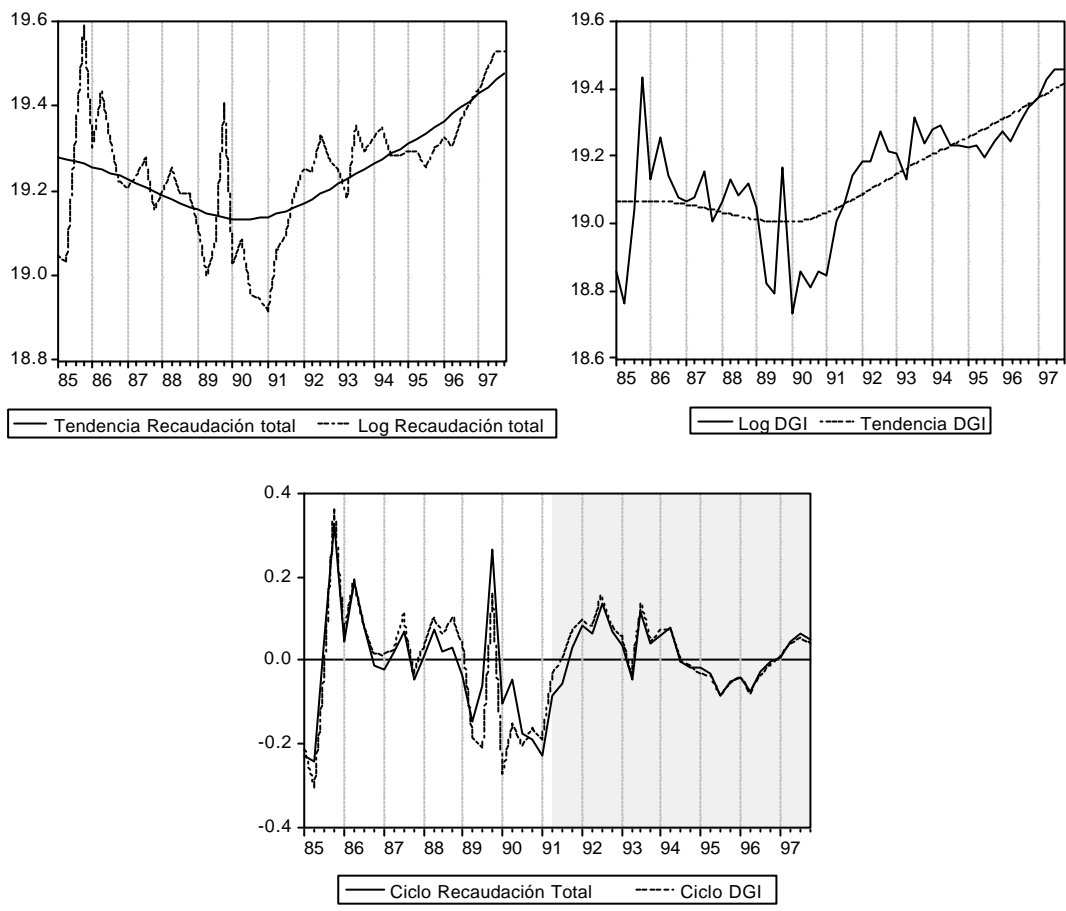 19.6
19.4
19.2
19.0
18.8
85 86 87 88 89 90 91 92 93 94 95 96 97
Tendencia Recaudación total Log Recaudación total
19.6
19.4
19.2
19.0
18.8
18.6
85 86 87 88 89 90 91 92 93 94 95 96 97
Log DGI Tendencia DGI
0.4
0.2
0.0
-0.2
-0.4
85 86 87 88 89 90 91 92 93 94 95 96 97
Ciclo Recaudación Total Ciclo DGI